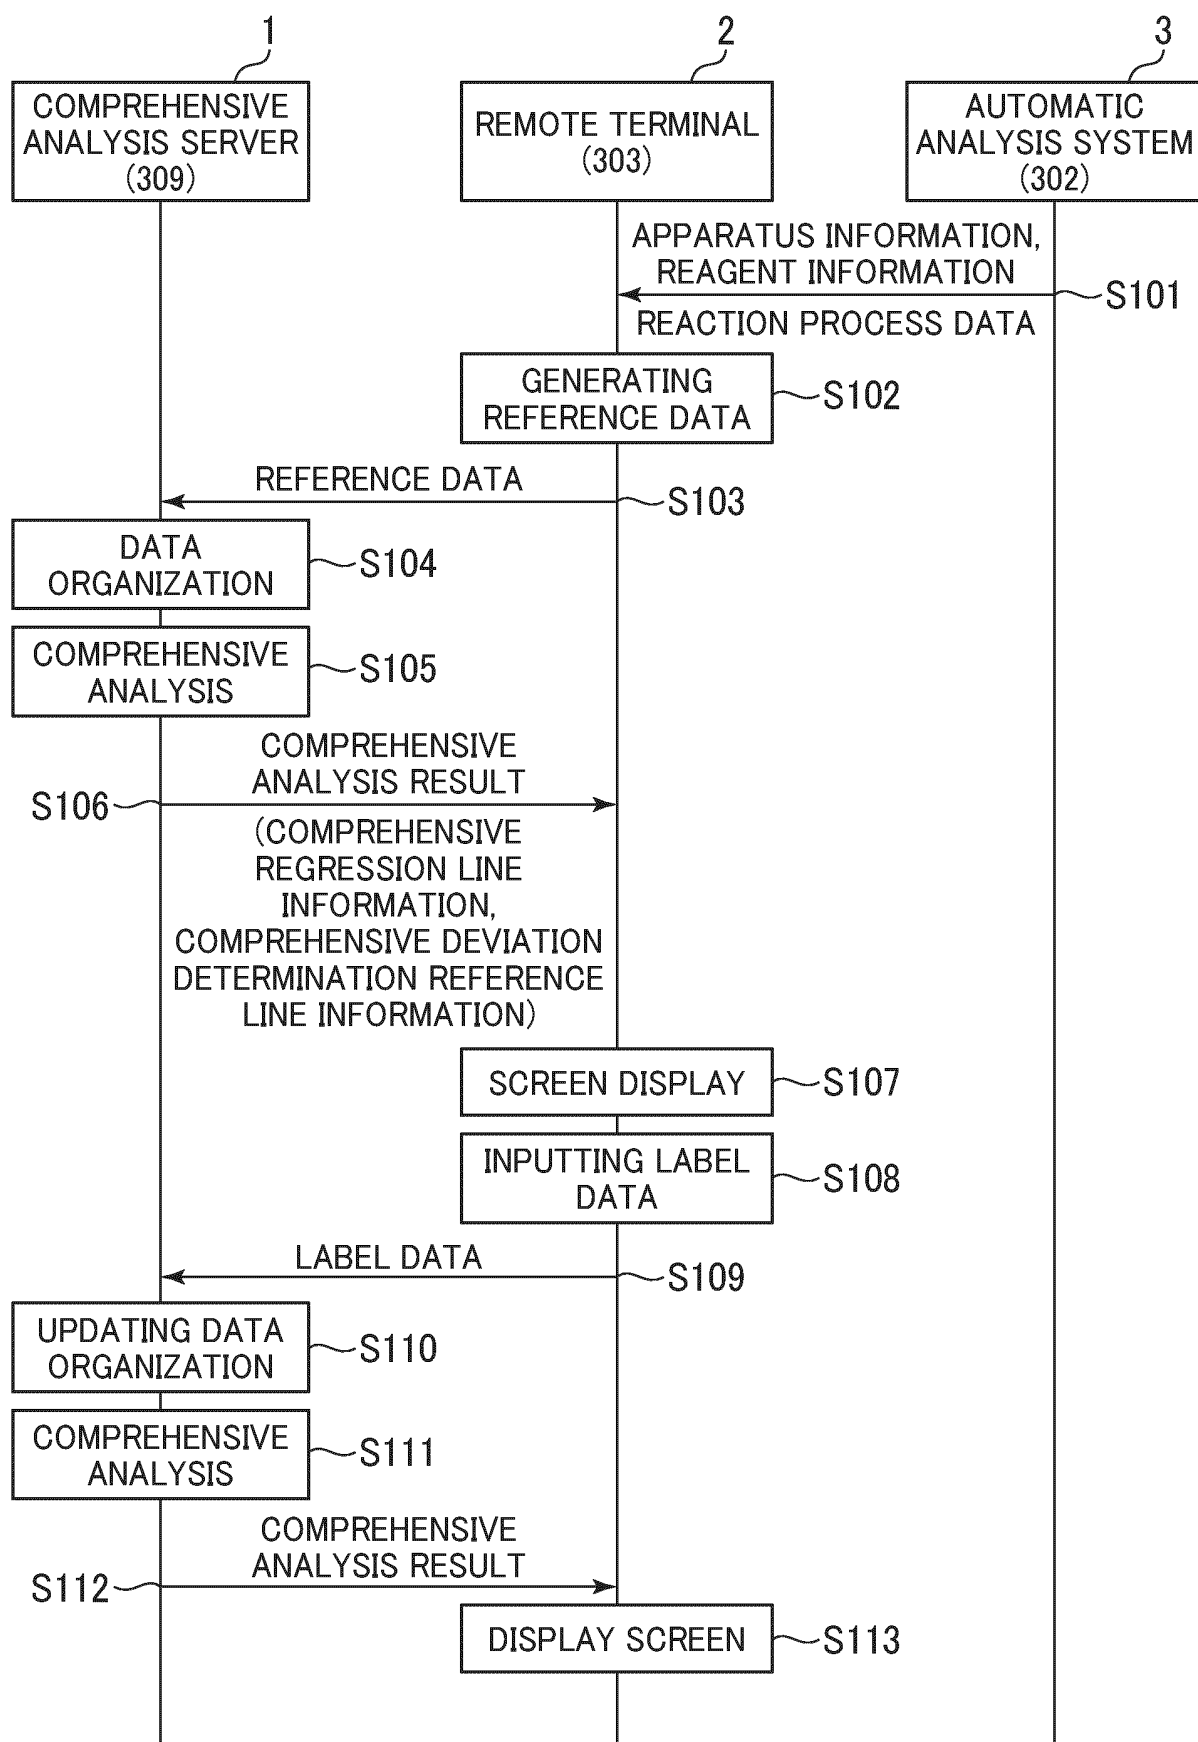 1
2
3
COMPREHENSIVE
ANALYSIS SERVER
(309)
REMOTE TERMINAL
(303)
AUTOMATIC
ANALYSIS SYSTEM
(302)
APPARATUS INFORMATION,
REAGENT INFORMATION
S101
REACTION PROCESS DATA
GENERATING
REFERENCE DATA
S102
REFERENCE DATA
S103
DATA
ORGANIZATION
S104
COMPREHENSIVE
ANALYSIS
S105
COMPREHENSIVE
ANALYSIS RESULT
S106
(COMPREHENSIVE
REGRESSION LINE
INFORMATION,
COMPREHENSIVE DEVIATION
DETERMINATION REFERENCE
LINE INFORMATION)
SCREEN DISPLAY
S107
INPUTTING LABEL
DATA
S108
LABEL DATA
S109
UPDATING DATA
ORGANIZATION
S110
COMPREHENSIVE
ANALYSIS
S111
COMPREHENSIVE
ANALYSIS RESULT
S112
DISPLAY SCREEN
S113